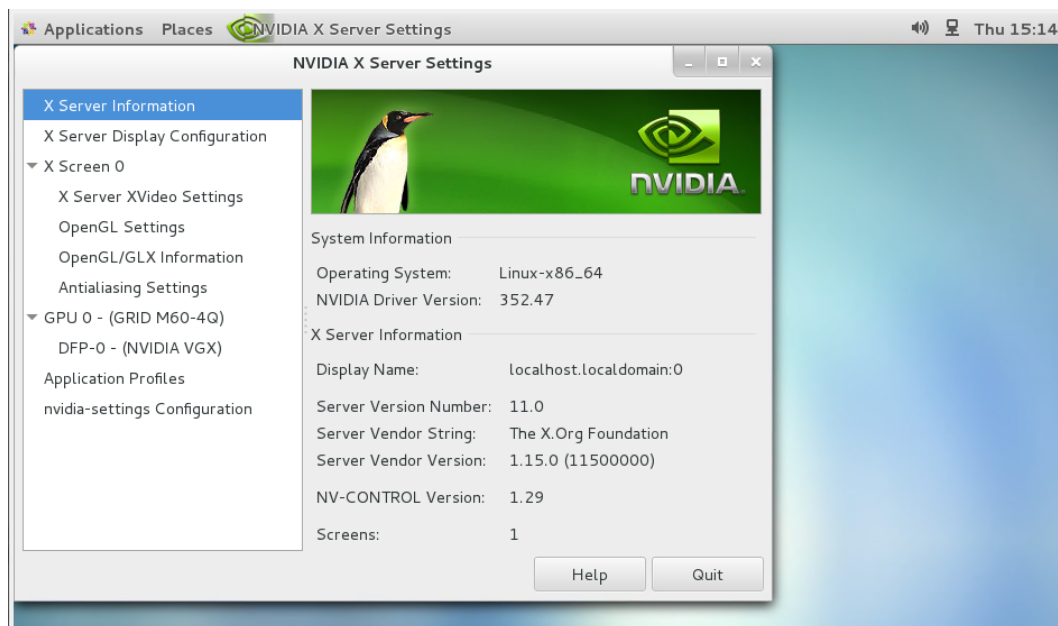 Applications Places NVIDIA X Server Settings Thu 15:14
NVIDIA X Server Settings
X Server Information
X Server Display Configuration
X Screen 0
X Server XVideo Settings
OpenGL Settings
OpenGL/GLX Information
Antialiasing Settings
GPU 0 - (GRID M60-4Q)
DFP-0 - (NVIDIA VGX)
Application Profiles
nvidia-settings Configuration
NVIDIA.
System Information
Operating System: Linux-x86_64
NVIDIA Driver Version: 352.47
X Server Information
Display Name: localhost.localdomain:0
Server Version Number: 11.0
Server Vendor String: The X.Org Foundation
Server Vendor Version: 1.15.0 (11500000)
NV-CONTROL Version: 1.29
Screens: 1
Help Quit